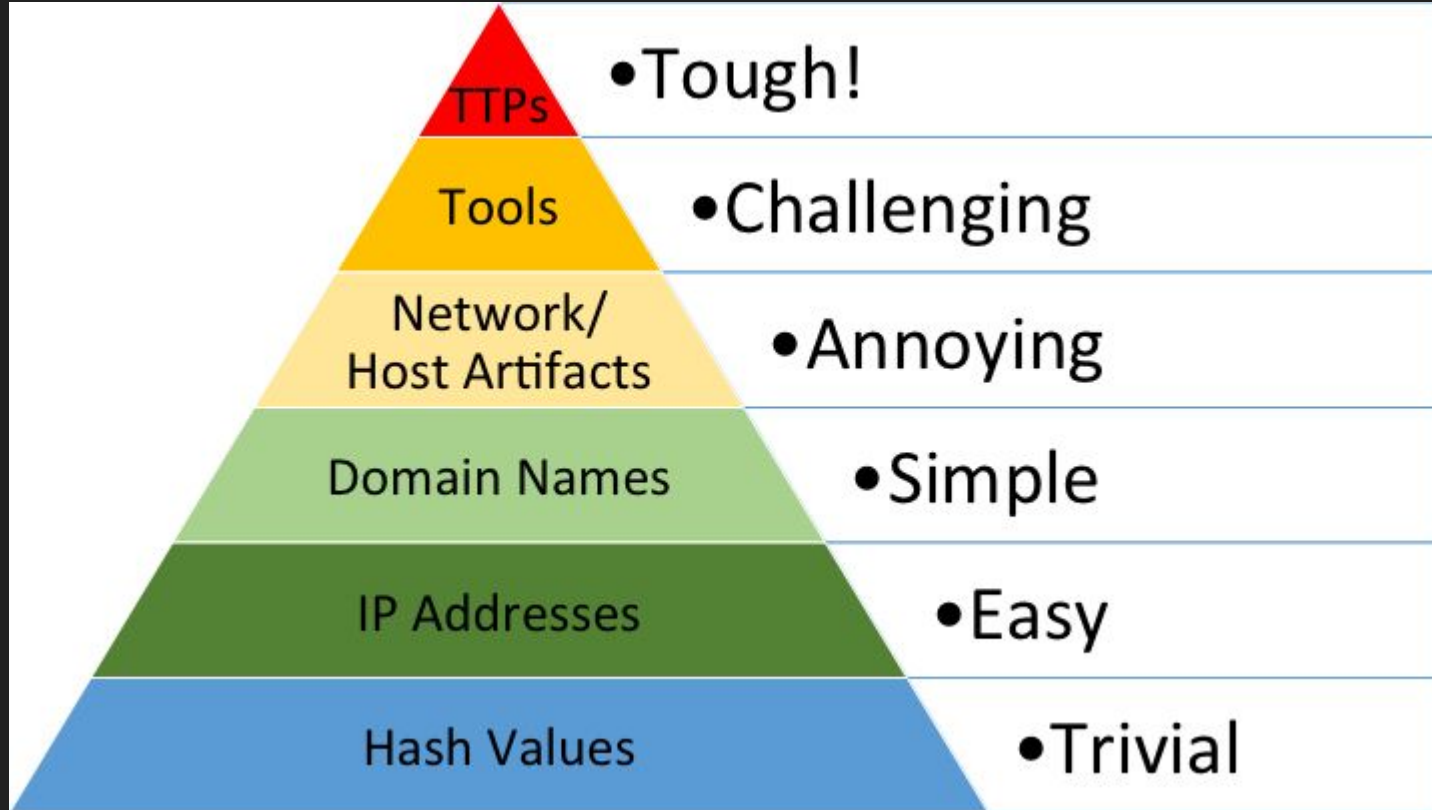 TTPs
•Tough!
Tools
•Challenging
Network/
Host Artifacts
•Annoying
Domain Names
•Simple
IP Addresses
•Easy
Hash Values
•Trivial